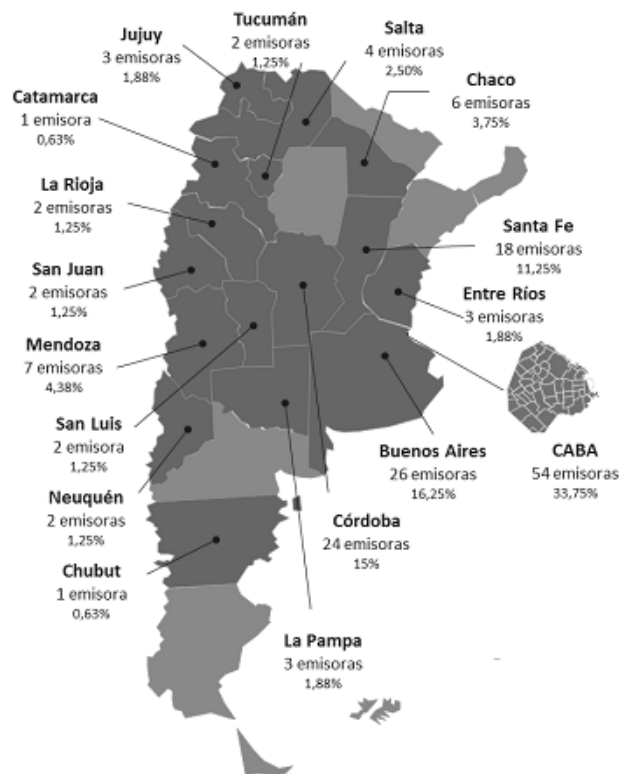 Tucumán
2 emisoras
1,25%
Jujuy
3 emisoras
1,88%
Salta
4 emisoras
2,50%
Catamarca
1 emisora
0,63%
Chaco
6 emisoras
3,75%
La Rioja
2 emisoras
1,25%
Santa Fe
18 emisoras
11,25%
San Juan
2 emisoras
1,25%
Entre Ríos
3 emisoras
1,88%
Mendoza
7 emisoras
4,38%
San Luis
2 emisora
1,25%
Buenos Aires
26 emisoras
16,25%
CABA
54 emisoras
33,75%
Neuquén
2 emisoras
1,25%
Córdoba
24 emisoras
15%
Chubut
1 emisora
0,63%
La Pampa
3 emisoras
1,88%